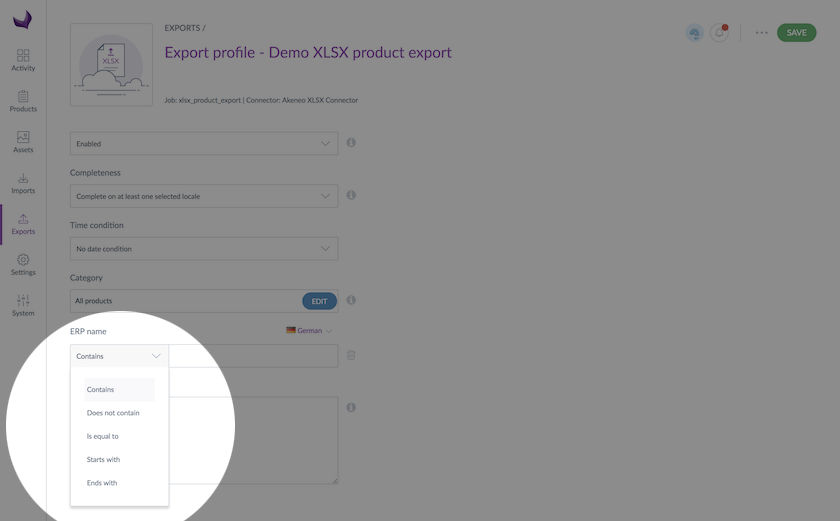 EXPORTS /
Export profile - Demo XLSX product export
SAVE
XLSX
Job: xlsx_product_export | Connector: Akeneo XLSX Connector
Activity
Products
Assets
Imports
Exports
Settings
System
Enabled
Completeness
Complete on at least one selected locale
Time condition
No date condition
Category
All products
EDIT
ERP name
German
Contains
Contains
Does not contain
Is equal to
Starts with
Ends with